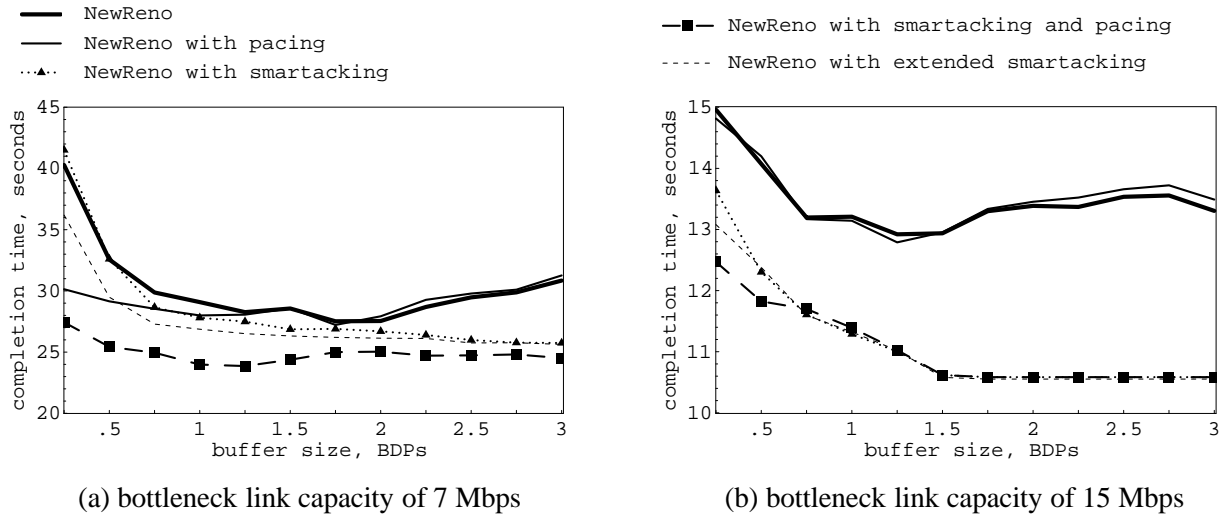 NewReno
NewReno with pacing
NewReno with smartacking
NewReno with smartacking and pacing
NewReno with extended smartacking
45
40
35
30
25
20
completion time, seconds
.5 1 1.5 2 2.5 3
buffer size, BDPs
(a) bottleneck link capacity of 7 Mbps
15
14
13
12
11
10
completion time, seconds
.5 1 1.5 2 2.5 3
buffer size, BDPs
(b) bottleneck link capacity of 15 Mbps